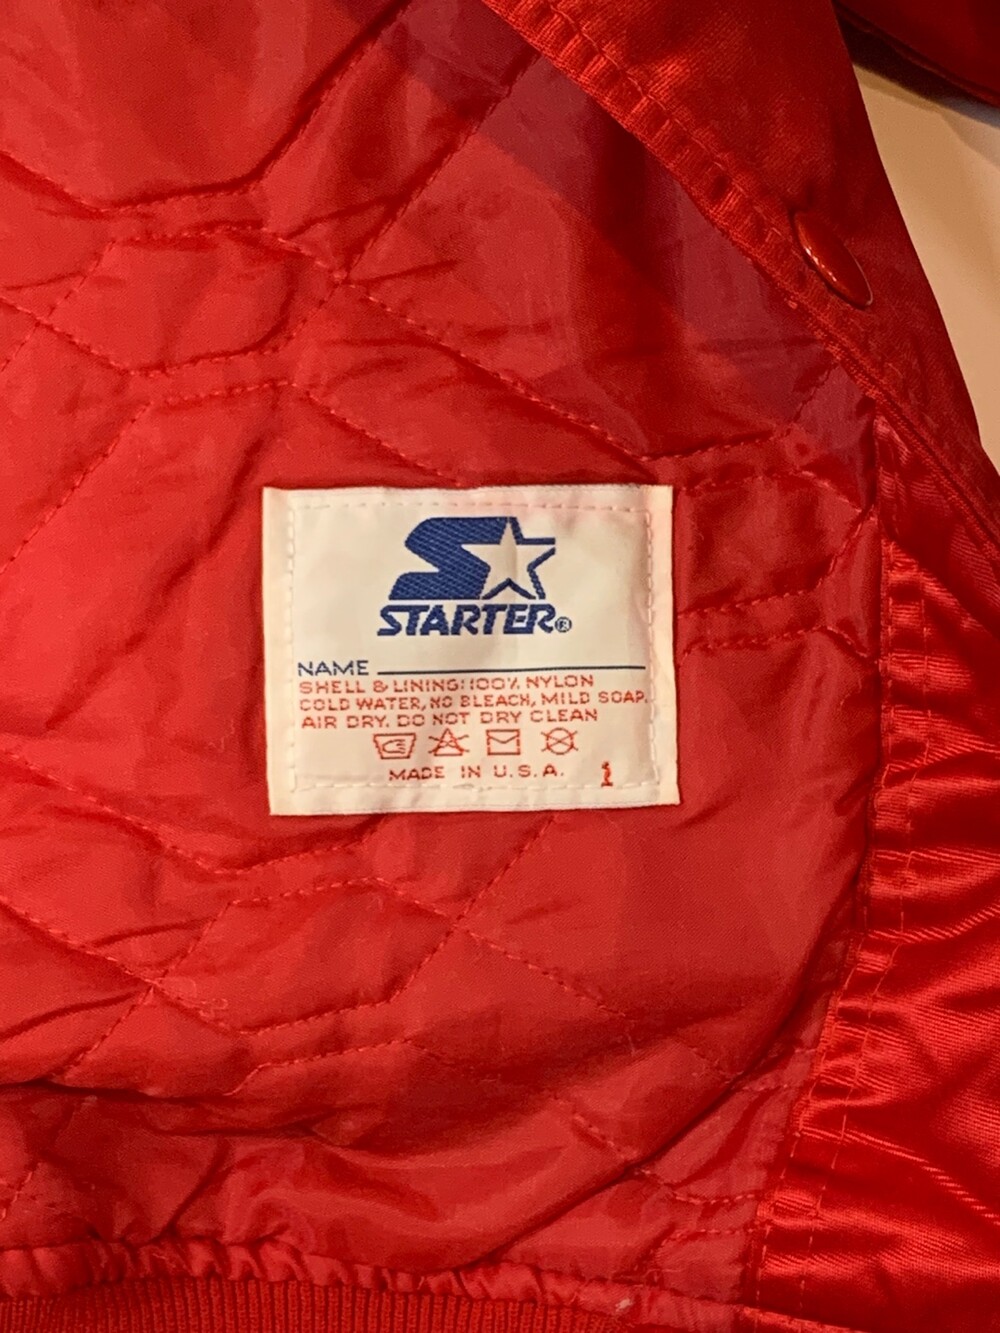 STARTER®
NAME
SHELL & LINING: 100% NYLON
COLD WATER, NO BLEACH, MILD SOAP.
AIR DRY. DO NOT DRY CLEAN
MADE IN U.S.A. 1